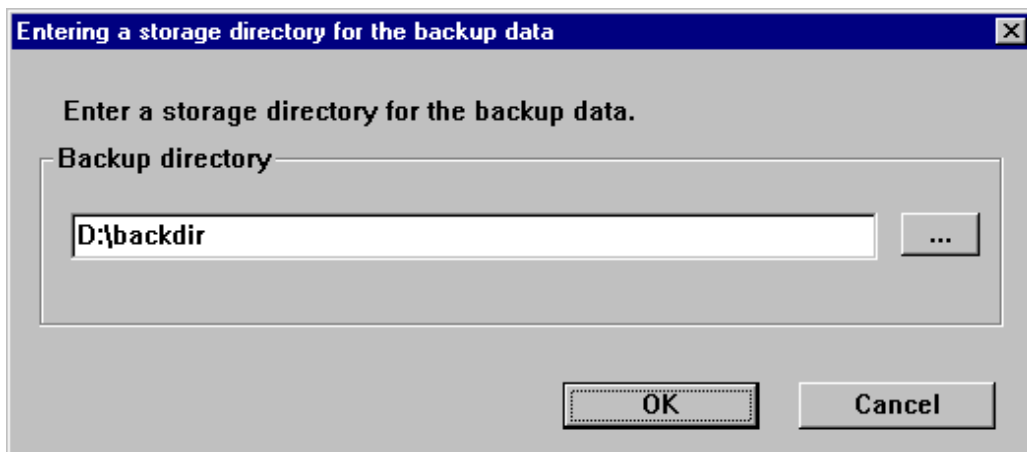 Entering a storage directory for the backup data
Enter a storage directory for the backup data.
Backup directory
D:\backdir
...
OK
Cancel